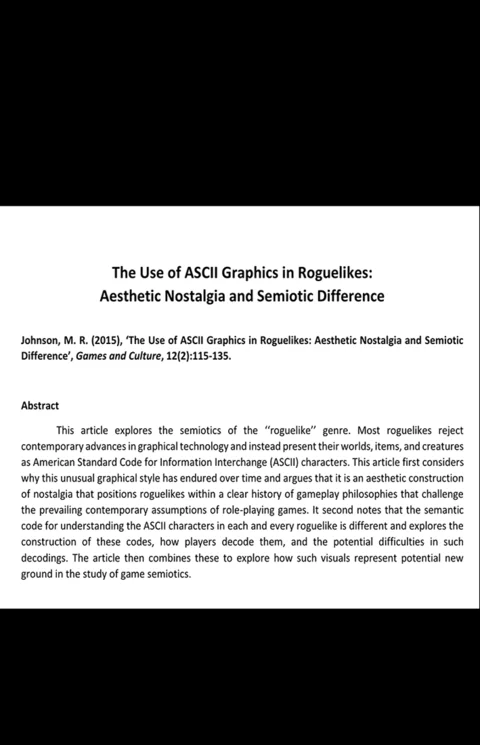 The Use of ASCII Graphics in Roguelikes:
Aesthetic Nostalgia and Semiotic Difference
Johnson, M. R. (2015), ‘The Use of ASCII Graphics in Roguelikes: Aesthetic Nostalgia and Semiotic
Difference’, Games and Culture, 12(2):115-135.
Abstract
This article explores the semiotics of the ‘‘roguelike’’ genre. Most roguelikes reject
contemporary advances in graphical technology and instead present their worlds, items, and creatures
as American Standard Code for Information Interchange (ASCII) characters. This article first considers
why this unusual graphical style has endured over time and argues that it is an aesthetic construction
of nostalgia that positions roguelikes within a clear history of gameplay philosophies that challenge
the prevailing contemporary assumptions of role-playing games. It second notes that the semantic
code for understanding the ASCII characters in each and every roguelike is different and explores the
construction of these codes, how players decode them, and the potential difficulties in such
decodings. The article then combines these to explore how such visuals represent potential new
ground in the study of game semiotics.